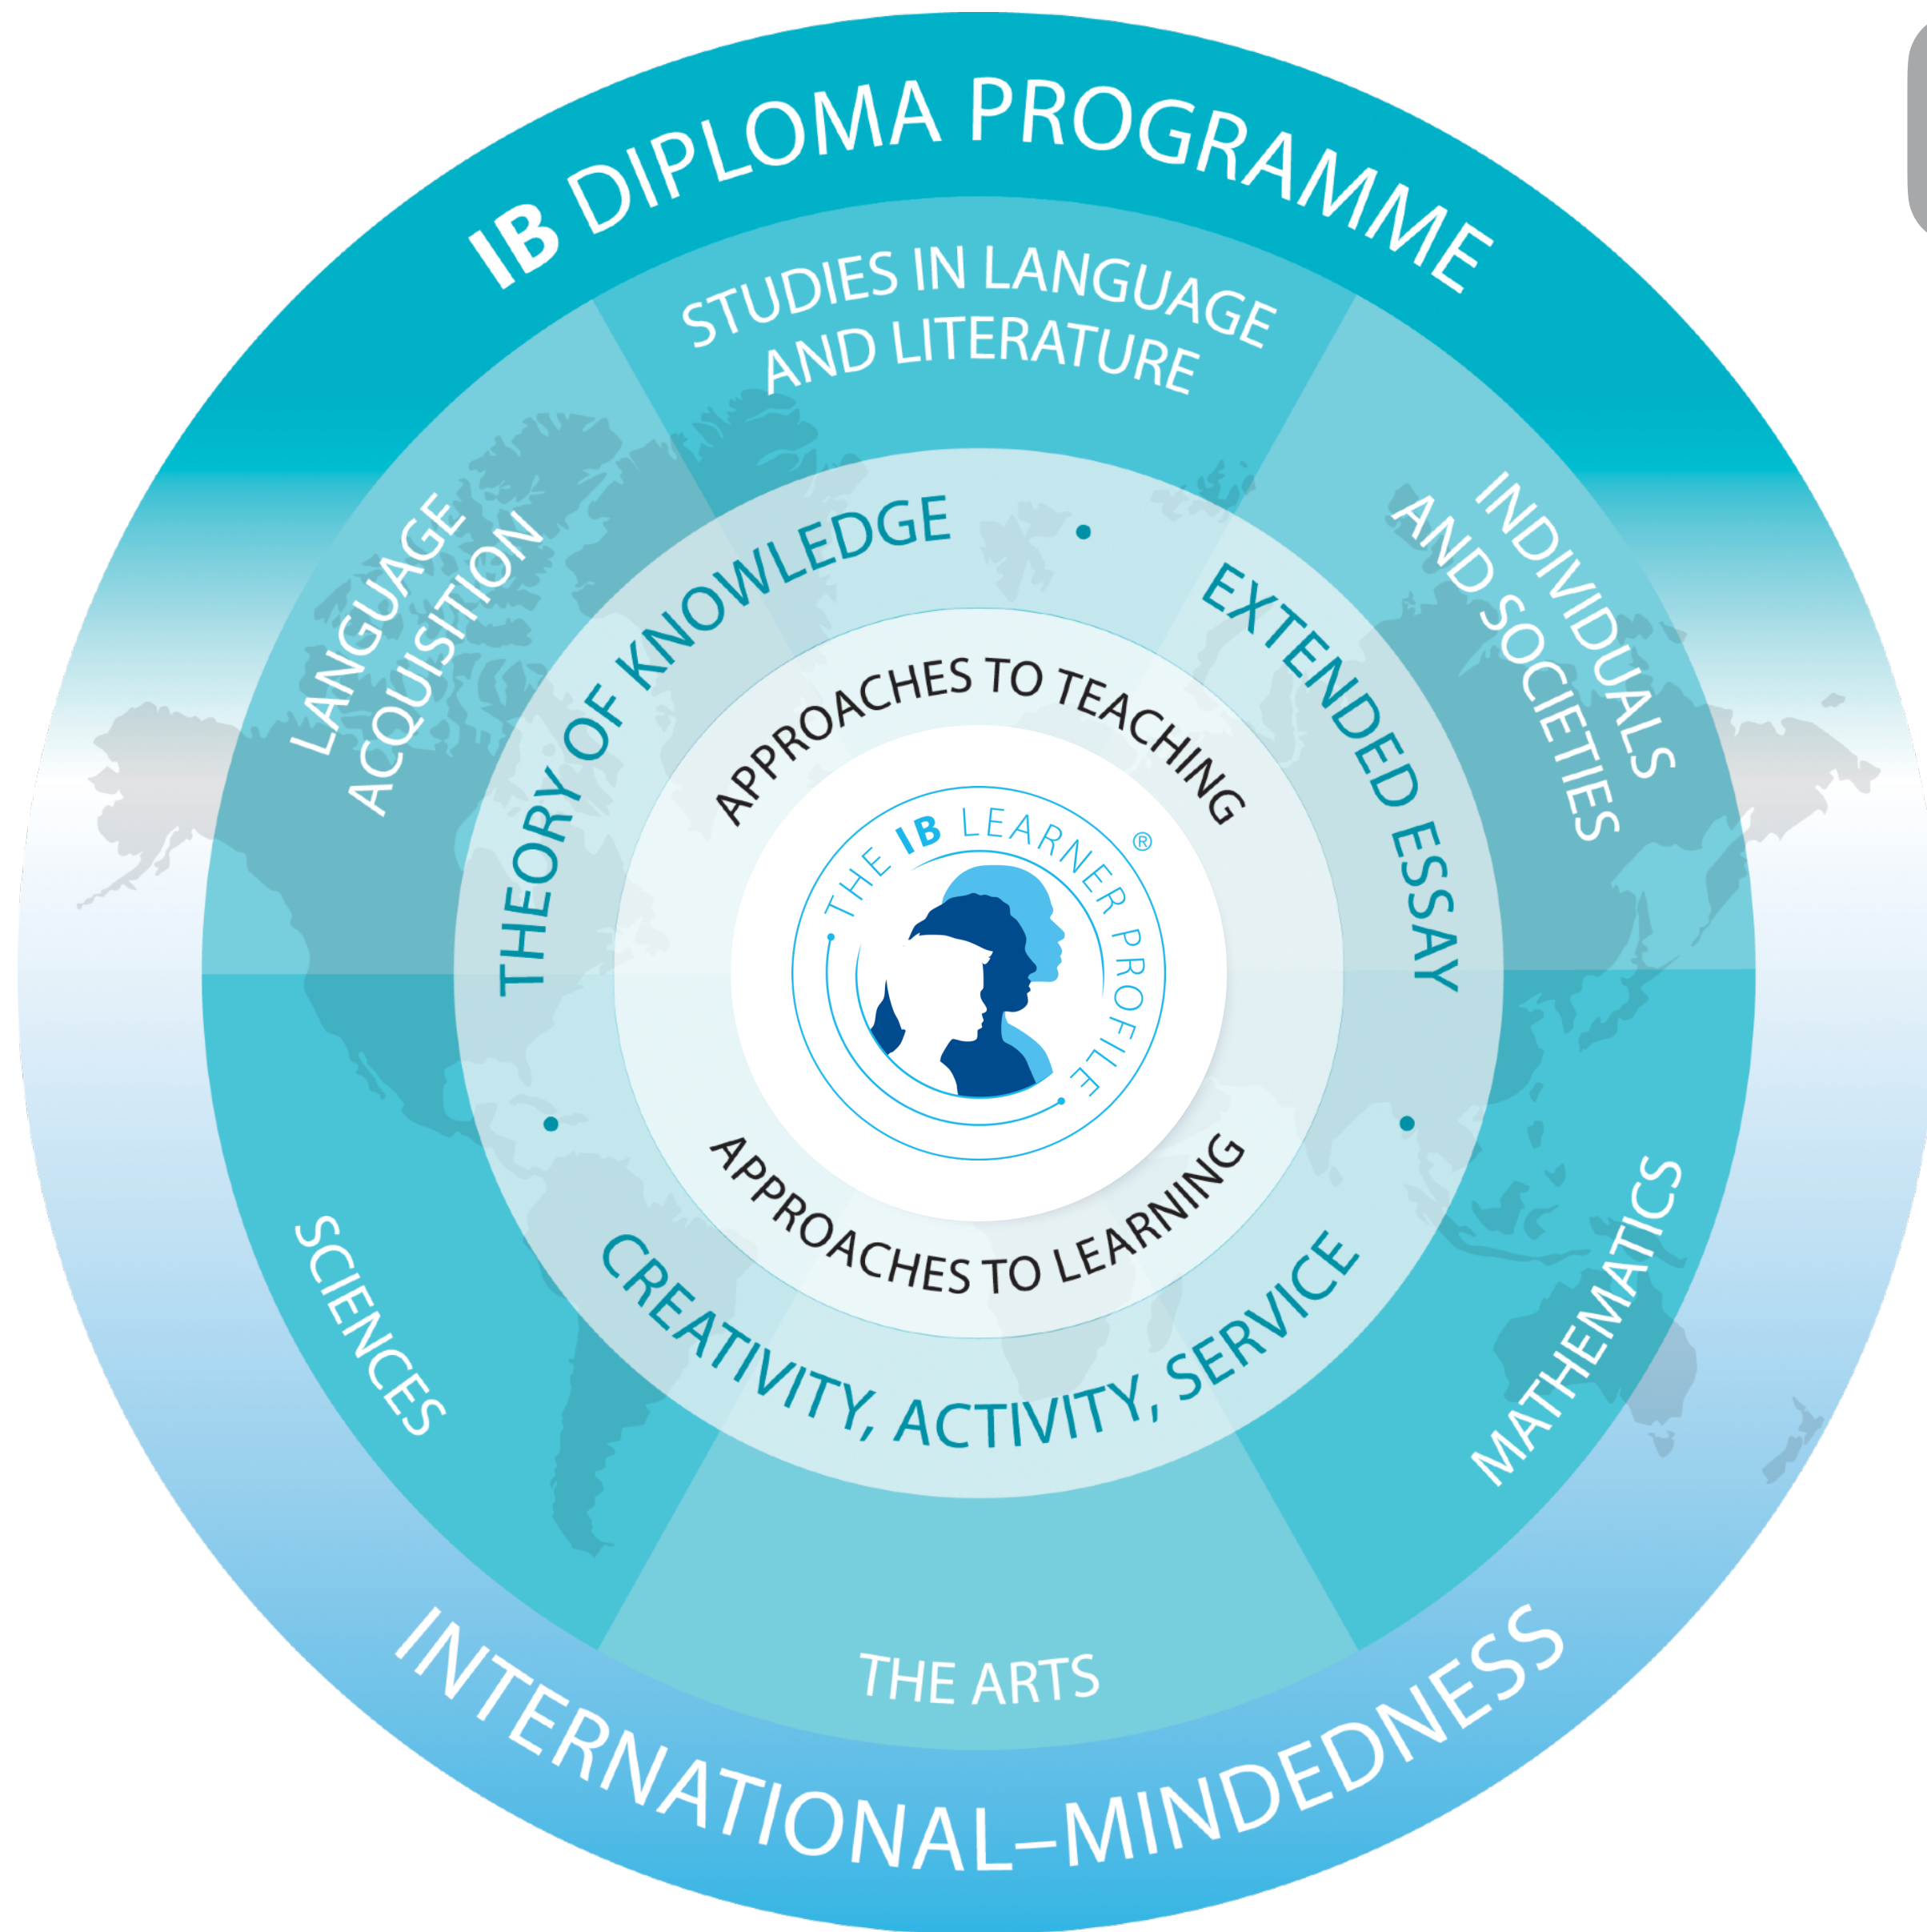 IB DIPLOMA PROGRAMME
STUDIES IN LANGUAGE
AND LITERATURE
LANGUAGE
ACQUISITION
INDIVIDUALS
AND SOCIETIES
THEORY OF KNOWLEDGE
•
EXTENDED ESSAY
APPROACHES TO TEACHING
THE IB LEARNER PROFILE
®
APPROACHES TO LEARNING
•
CREATIVITY, ACTIVITY, SERVICE
•
SCIENCES
MATHEMATICS
THE ARTS
INTERNATIONAL–MINDEDNESS